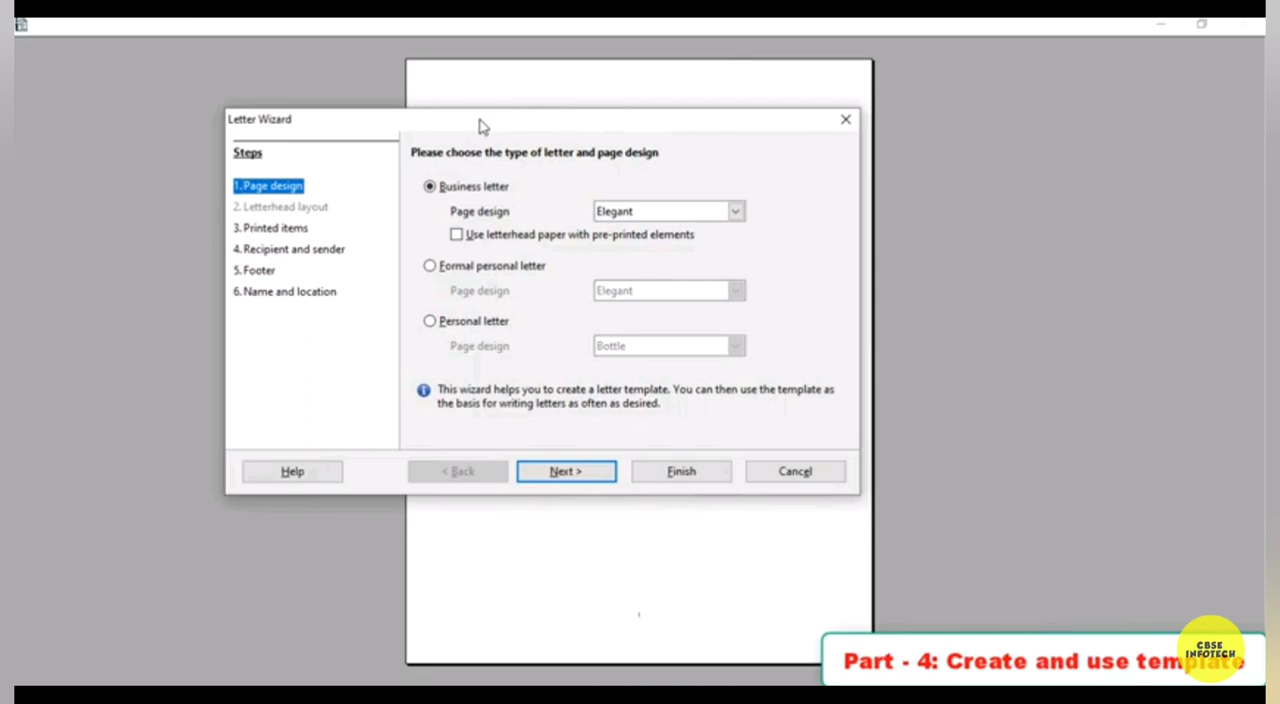 Letter Wizard
Steps
1. Page design
2. Letterhead layout
3. Printed items
4. Recipient and sender
5. Footer
6. Name and location
Please choose the type of letter and page design
Business letter
Page design Elegant
Use letterhead paper with pre-printed elements
Formal personal letter
Page design Elegant
Personal letter
Page design Bottle
This wizard helps you to create a letter template. You can then use the template as
the basis for writing letters as often as desired.
Help < Back Next > Finish Cancel
Part - 4: Create and use template
CBSE
INFOTECH